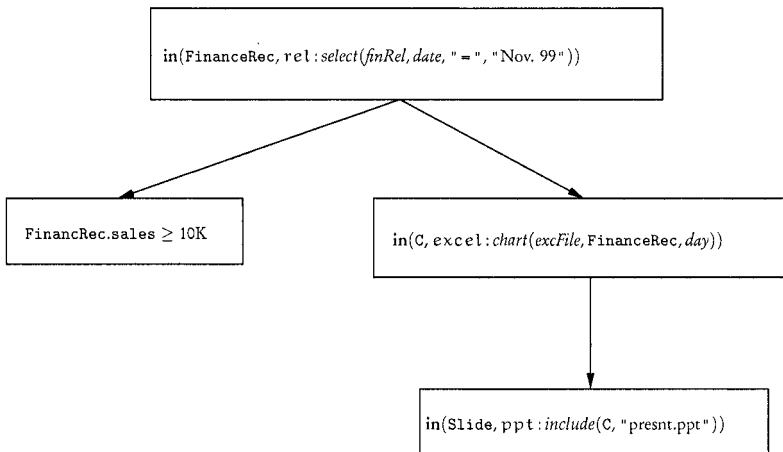 in(FinanceRec, rel:select(finRel, date, "=", "Nov. 99"))
FinancRec.sales ≥ 10K
in(C, excel:chart(excFile, FinanceRec, day))
in(Slide, ppt:include(C, "presnt.ppt"))